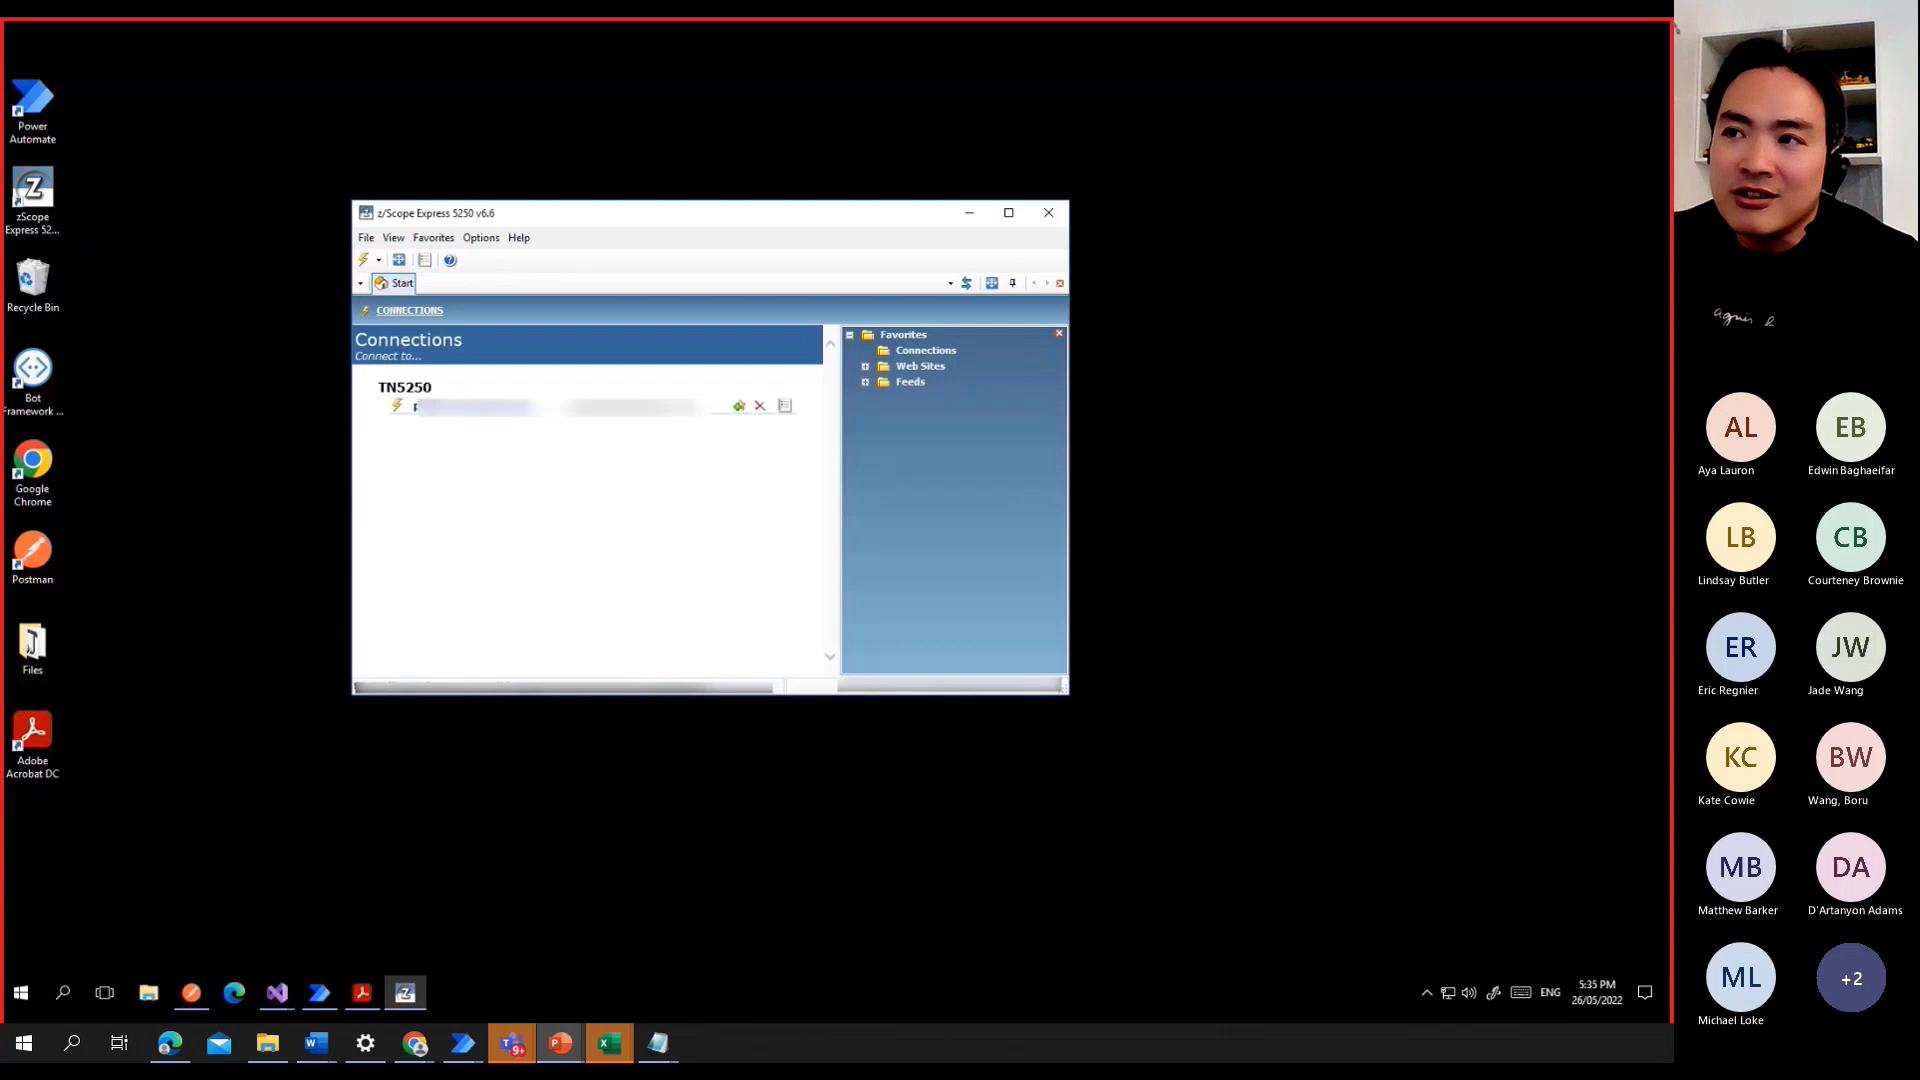 Power
Automate
zScope
Express 52...
Recycle Bin
Bot
Framework ...
Google
Chrome
Postman
Files
Adobe
Acrobat DC
z/Scope Express 5250 v6.6
File View Favorites Options Help
Start
CONNECTIONS
Connections
Connect to...
TN5250
Favorites
Connections
Web Sites
Feeds
ENG
5:35 PM
26/05/2022
9+
agnès b
AL
Aya Lauron
EB
Edwin Baghaeifar
LB
Lindsay Butler
CB
Courteney Brownie
ER
Eric Regnier
JW
Jade Wang
KC
Kate Cowie
BW
Wang, Boru
MB
Matthew Barker
DA
D'Artanyon Adams
ML
Michael Loke
+2